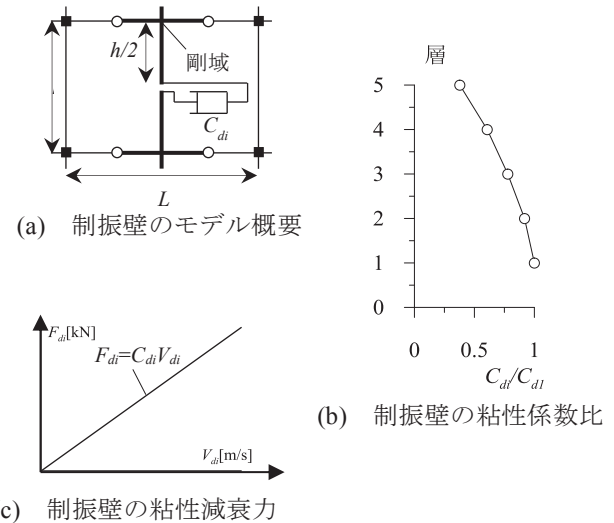 h/2
剛域
C_di
L
(a) 制振壁のモデル概要
F_di[kN]
F_di=C_diV_di
V_di[m/s]
c) 制振壁の粘性減衰力
層
5
4
3
2
1
0
0 0.5 1
C_di/C_d1
(b) 制振壁の粘性係数比